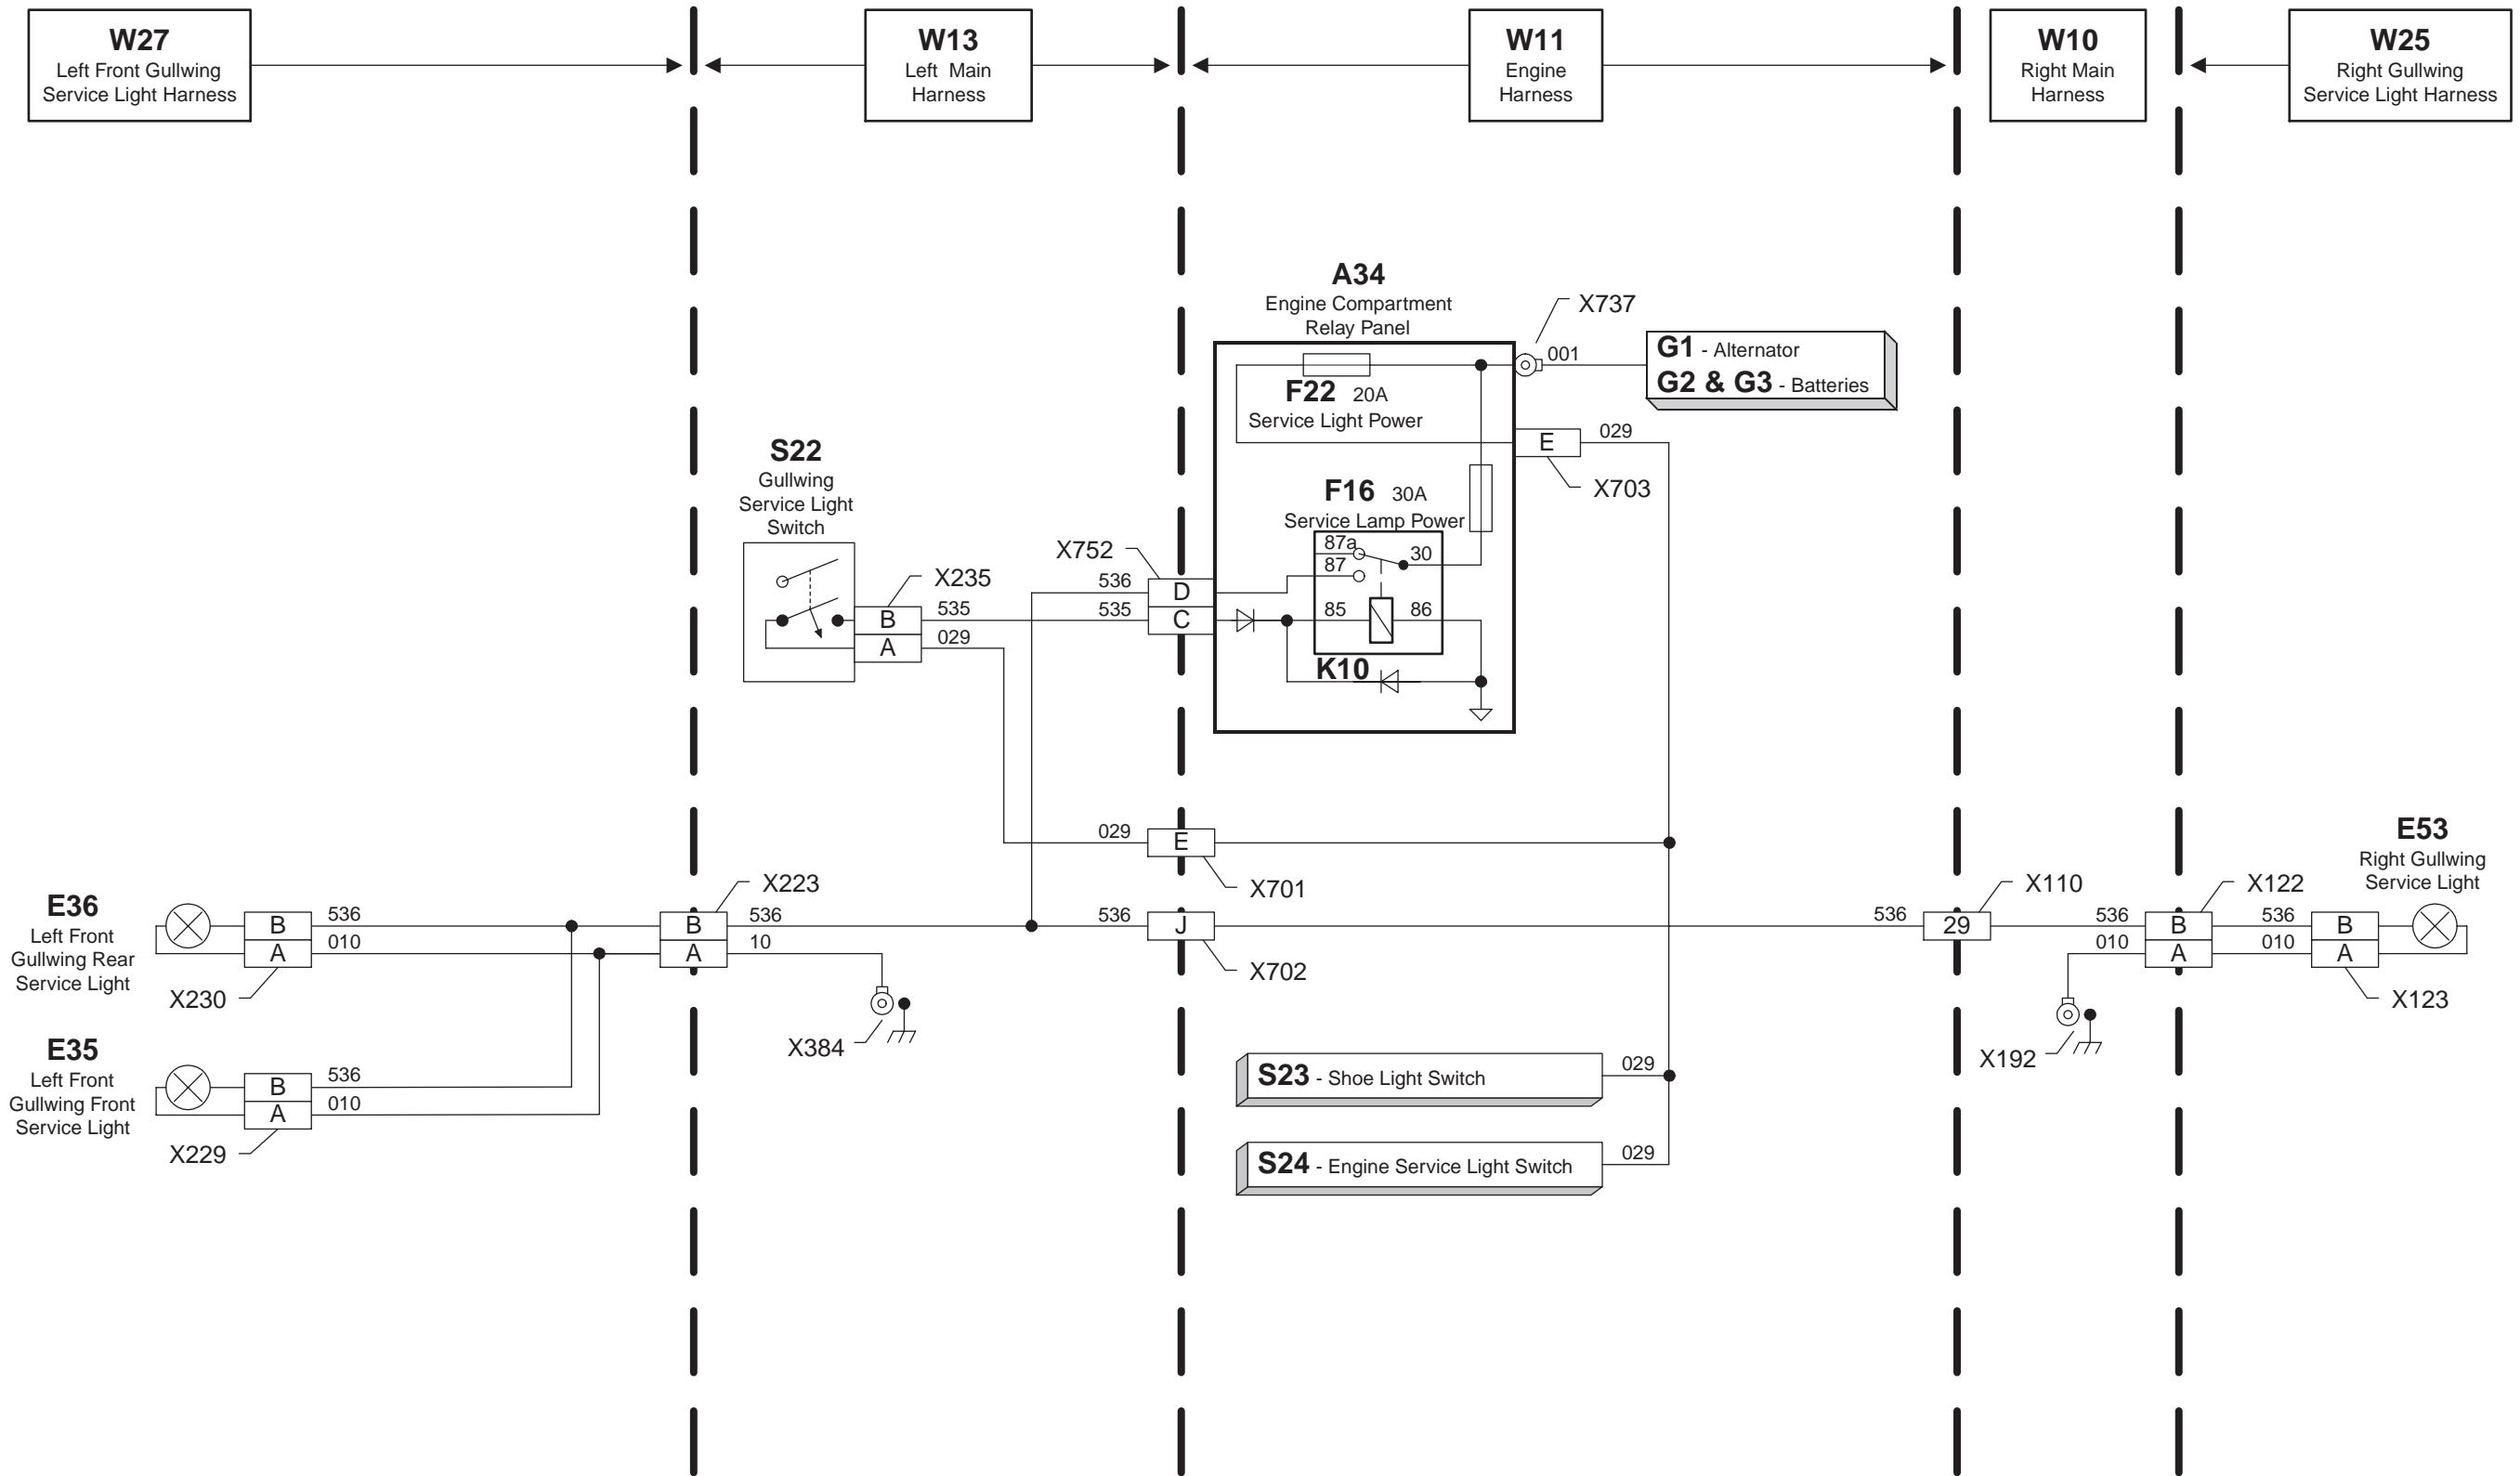 W27
Left Front Gullwing
Service Light Harness
W13
Left Main
Harness
W11
Engine
Harness
W10
Right Main
Harness
W25
Right Gullwing
Service Light Harness
A34
Engine Compartment
Relay Panel
X737
001
G1 - Alternator
G2 & G3 - Batteries
F22 20A
Service Light Power
E
029
X703
F16 30A
Service Lamp Power
87a
30
87
85
86
K10
S22
Gullwing
Service Light
Switch
X235
B
535
A
029
X752
536
D
535
C
029
E
X701
E36
Left Front
Gullwing Rear
Service Light
B
536
A
010
X230
X223
B
536
A
10
X384
536
J
X702
536
29
X110
536
010
X122
B
A
536
010
B
A
X123
E53
Right Gullwing
Service Light
X192
E35
Left Front
Gullwing Front
Service Light
B
536
A
010
X229
S23 - Shoe Light Switch
029
S24 - Engine Service Light Switch
029